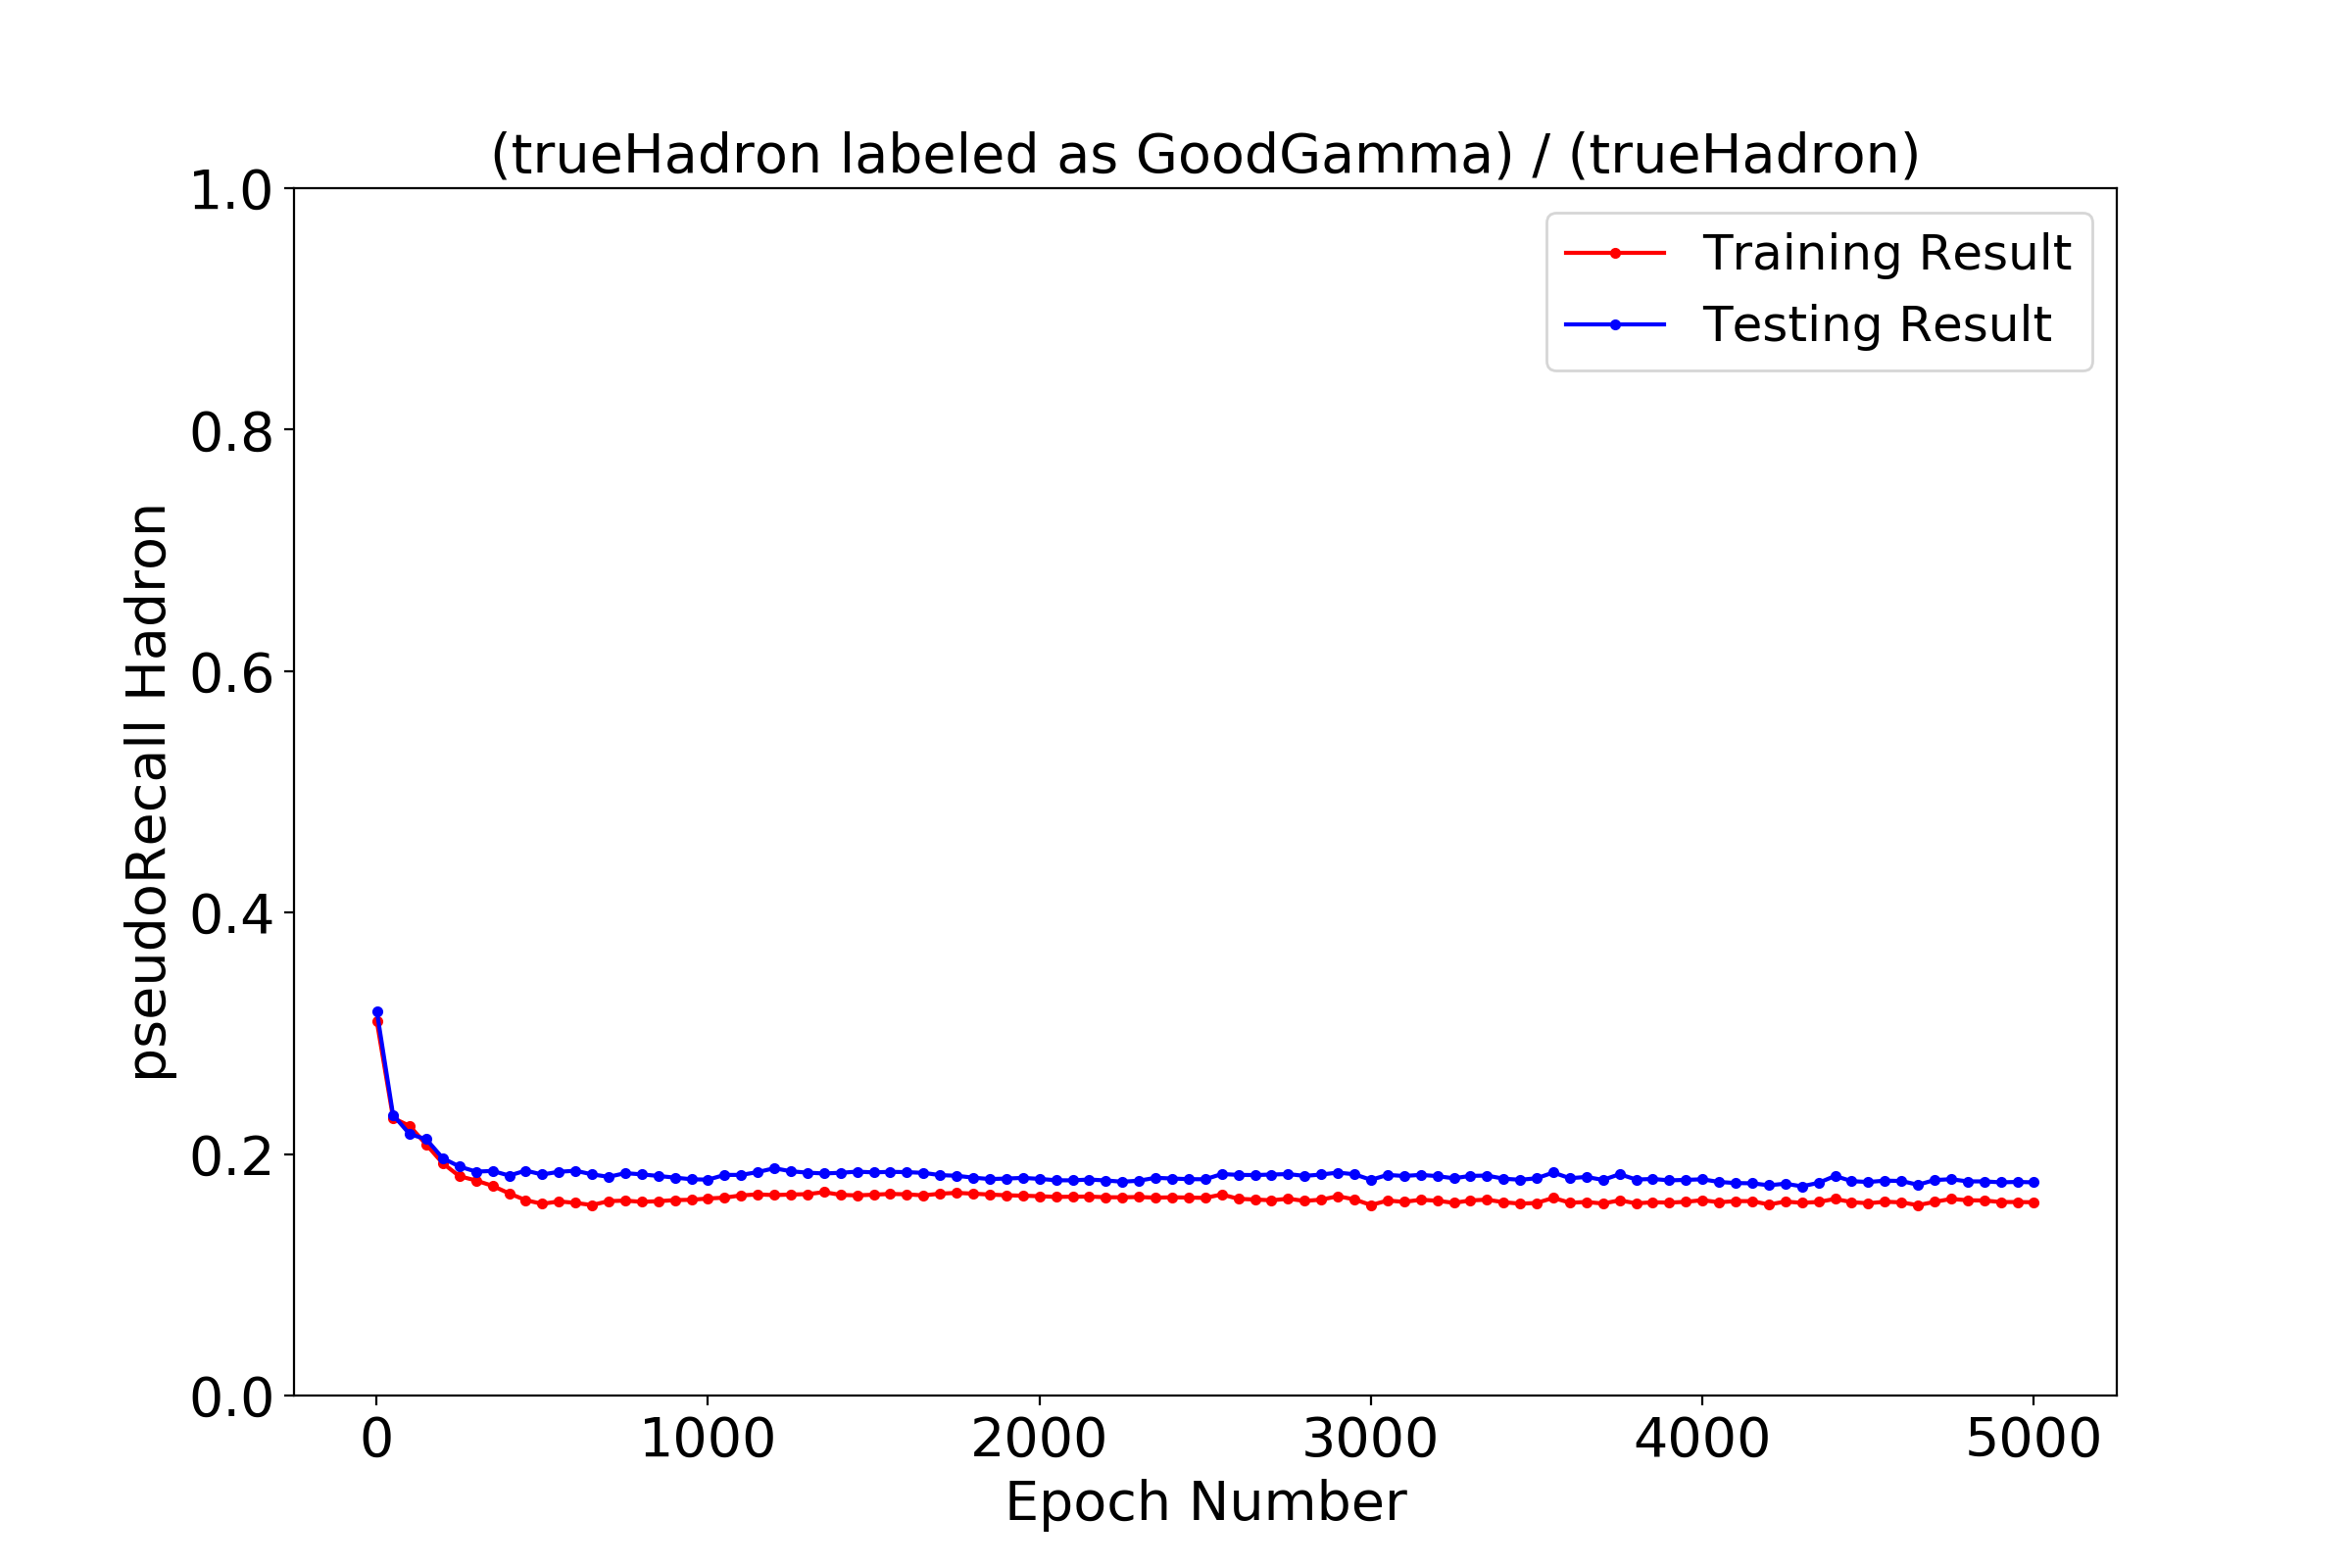 (trueHadron labeled as GoodGamma) / (trueHadron)
1.0
Training Result
Testing Result
0.8
0.6
0.4
0.2
0.0
pseudoRecall Hadron
0 1000 2000 3000 4000 5000
Epoch Number